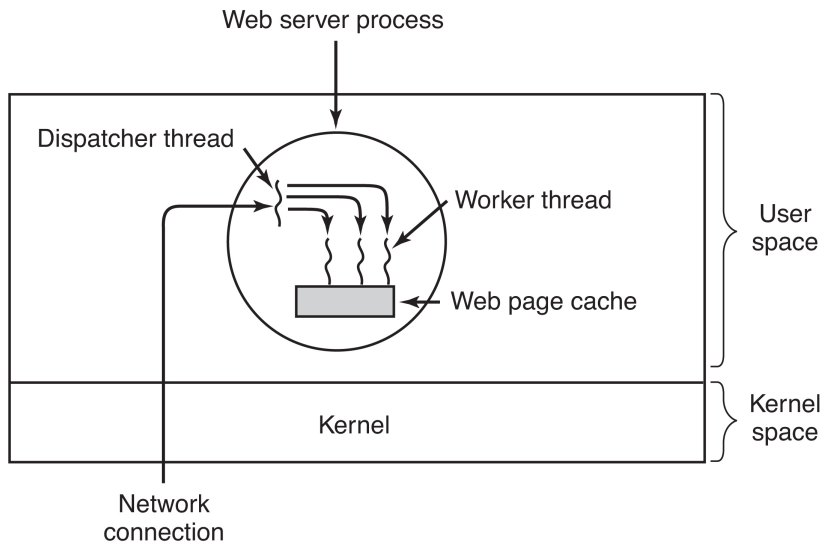 Web server process
Dispatcher thread
Worker thread
User
space
Web page cache
Kernel
Kernel
space
Network
connection